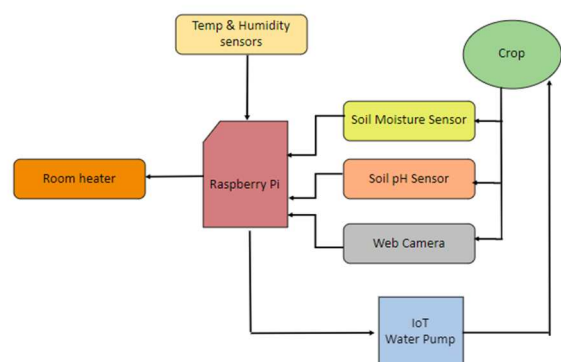 Temp & Humidity
sensors
Crop
Soil Moisture Sensor
Room heater
Raspberry Pi
Soil pH Sensor
Web Camera
IoT
Water Pump